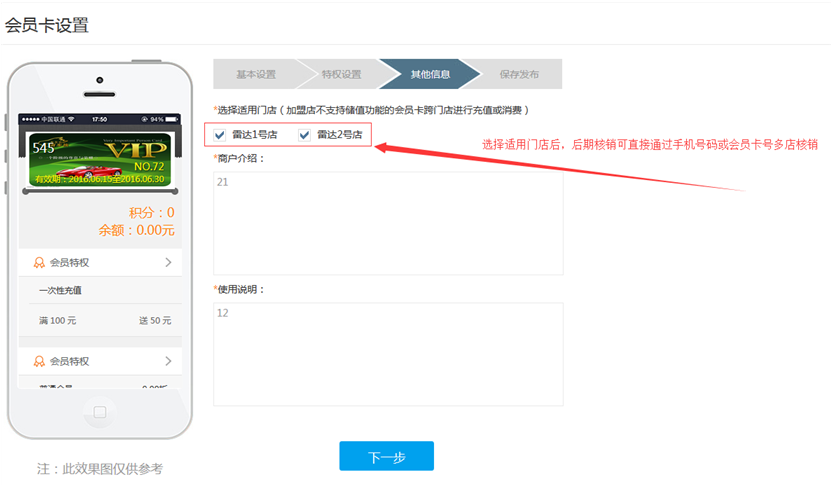 会员卡设置
基本设置
特权设置
其他信息
保存发布
*选择适用门店（加盟店不支持储值功能的会员卡跨门店进行充值或消费）
雷达1号店
雷达2号店
选择适用门店后，后期核销可直接通过手机号码或会员卡号多店核销
*商户介绍：
21
*使用说明：
12
下一步
中国联通
17:50
94%
545
VIP
NO.72
有效期：2016.06.15至2016.06.30
积分：0
余额：0.00元
会员特权
一次性充值
满 100 元
送 50 元
会员特权
注：此效果图仅供参考